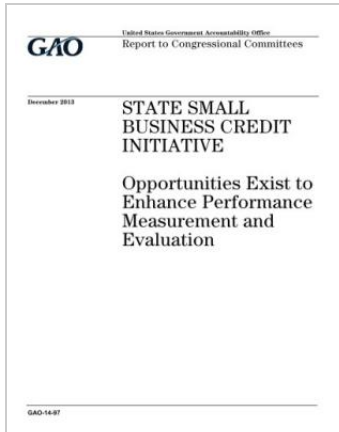 United States Government Accountability Office
GAO
Report to Congressional Committees
December 2013
STATE SMALL
BUSINESS CREDIT
INITIATIVE
Opportunities Exist to
Enhance Performance
Measurement and
Evaluation
GAO-14-97